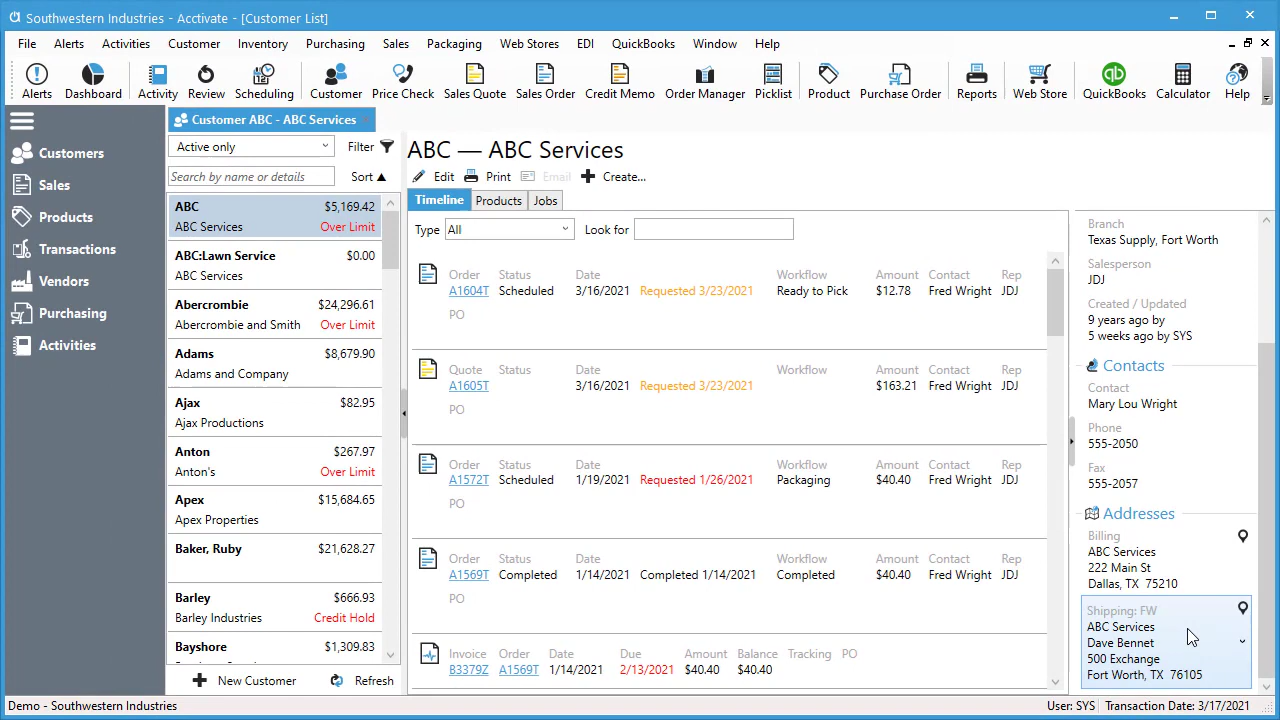 Southwestern Industries - Acctivate - [Customer List]
File Alerts Activities Customer Inventory Purchasing Sales Packaging Web Stores EDI QuickBooks Window Help
Alerts Dashboard Activity Review Scheduling Customer Price Check Sales Quote Sales Order Credit Memo Order Manager Picklist Product Purchase Order Reports Web Store QuickBooks Calculator Help
Customers
Sales
Products
Transactions
Vendors
Purchasing
Activities
Customer ABC - ABC Services
Active only Filter
Search by name or details Sort
ABC $5,169.42
ABC Services Over Limit
ABC:Lawn Service $0.00
ABC Services
Abercrombie $24,296.61
Abercrombie and Smith Over Limit
Adams $8,679.90
Adams and Company
Ajax $82.95
Ajax Productions
Anton $267.97
Anton's Over Limit
Apex $15,684.65
Apex Properties
Baker, Ruby $21,628.27
Barley $666.93
Barley Industries Credit Hold
Bayshore $1,309.83
New Customer Refresh
ABC — ABC Services
Edit Print Email Create...
Timeline Products Jobs
Type All Look for
Order Status Date Workflow Amount Contact Rep
A1604T Scheduled 3/16/2021 Requested 3/23/2021 Ready to Pick $12.78 Fred Wright JDJ
PO
Quote Status Date Workflow Amount Contact Rep
A1605T 3/16/2021 Requested 3/23/2021 $163.21 Fred Wright JDJ
PO
Order Status Date Workflow Amount Contact Rep
A1572T Scheduled 1/19/2021 Requested 1/26/2021 Packaging $40.40 Fred Wright JDJ
PO
Order Status Date Workflow Amount Contact Rep
A1569T Completed 1/14/2021 Completed 1/14/2021 Completed $40.40 Fred Wright JDJ
PO
Invoice Order Date Due Amount Balance Tracking PO
B3379Z A1569T 1/14/2021 2/13/2021 $40.40 $40.40
Branch
Texas Supply, Fort Worth
Salesperson
JDJ
Created / Updated
9 years ago by
5 weeks ago by SYS
Contacts
Contact
Mary Lou Wright
Phone
555-2050
Fax
555-2057
Addresses
Billing
ABC Services
222 Main St
Dallas, TX 75210
Shipping: FW
ABC Services
Dave Bennet
500 Exchange
Fort Worth, TX 76105
Demo - Southwestern Industries User: SYS Transaction Date: 3/17/2021